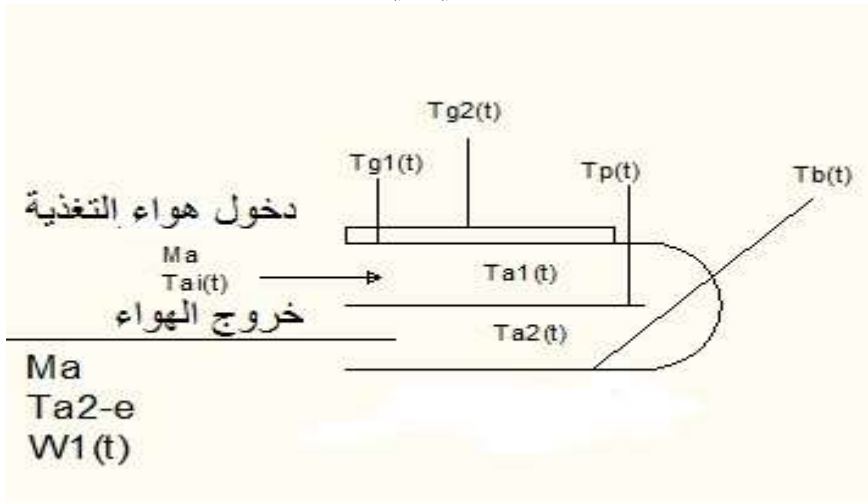 Tg2(t)
Tg1(t)
Tp(t)
Tb(t)
دخول هواء التغذية
Ma
Tai(t)
Ta1(t)
خروج الهواء
Ta2(t)
Ma
Ta2-e
W1(t)